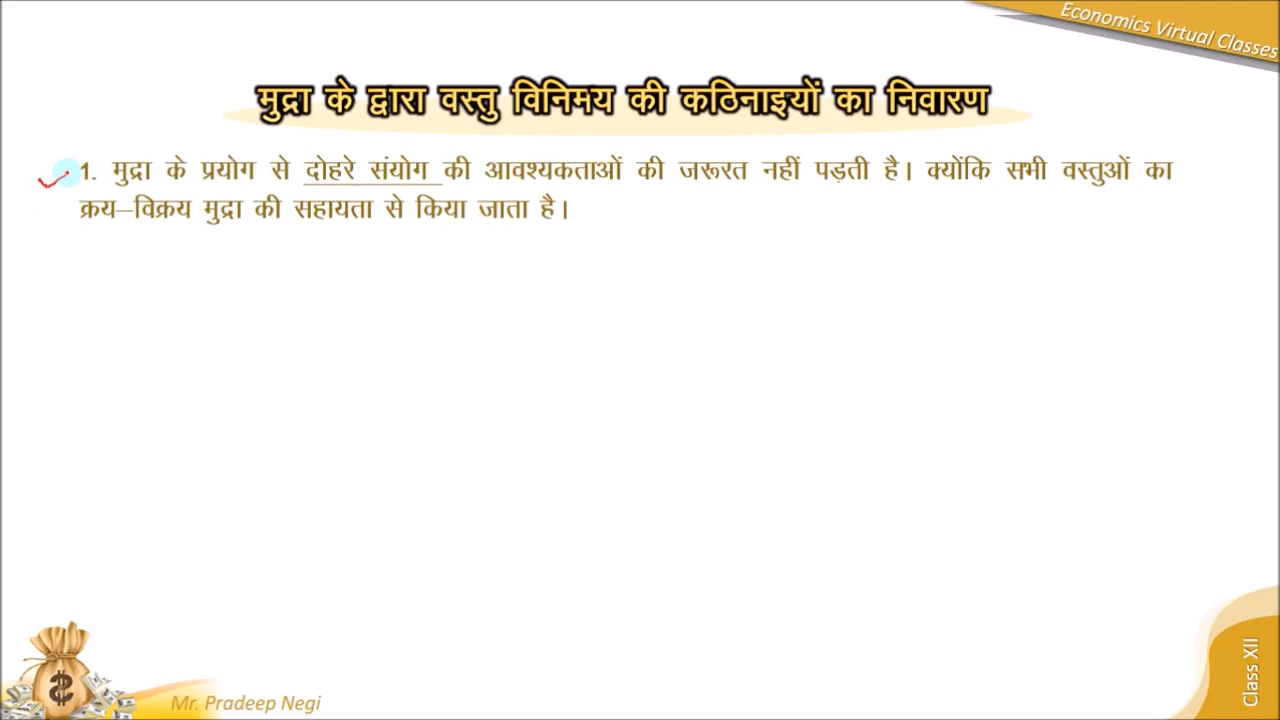 Economics Virtual Classes
मुद्रा के द्वारा वस्तु विनिमय की कठिनाइयों का निवारण
1. मुद्रा के प्रयोग से दोहरे संयोग की आवश्यकताओं की जरूरत नहीं पड़ती है। क्योंकि सभी वस्तुओं का
क्रय–विक्रय मुद्रा की सहायता से किया जाता है।
Class XII
$
Mr. Pradeep Negi